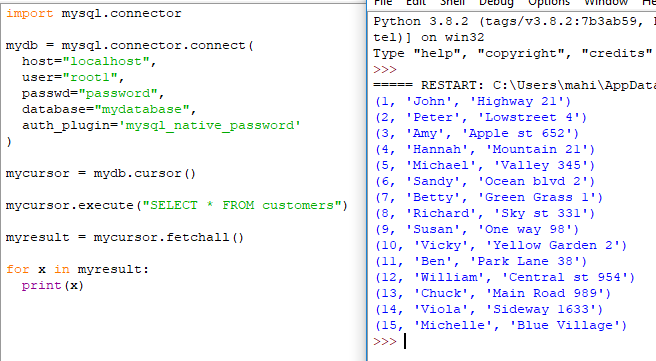 import mysql.connector
mydb = mysql.connector.connect(
  host="localhost",
  user="root1",
  passwd="password",
  database="mydatabase",
  auth_plugin='mysql_native_password'
)
mycursor = mydb.cursor()
mycursor.execute("SELECT * FROM customers")
myresult = mycursor.fetchall()
for x in myresult:
  print(x)
File Edit Shell Debug Options Window Help
Python 3.8.2 (tags/v3.8.2:7b3ab59,
tel)] on win32
Type "help", "copyright", "credits"
>>>
===== RESTART: C:\Users\mahi\AppData
(1, 'John', 'Highway 21')
(2, 'Peter', 'Lowstreet 4')
(3, 'Amy', 'Apple st 652')
(4, 'Hannah', 'Mountain 21')
(5, 'Michael', 'Valley 345')
(6, 'Sandy', 'Ocean blvd 2')
(7, 'Betty', 'Green Grass 1')
(8, 'Richard', 'Sky st 331')
(9, 'Susan', 'One way 98')
(10, 'Vicky', 'Yellow Garden 2')
(11, 'Ben', 'Park Lane 38')
(12, 'William', 'Central st 954')
(13, 'Chuck', 'Main Road 989')
(14, 'Viola', 'Sideway 1633')
(15, 'Michelle', 'Blue Village')
>>>